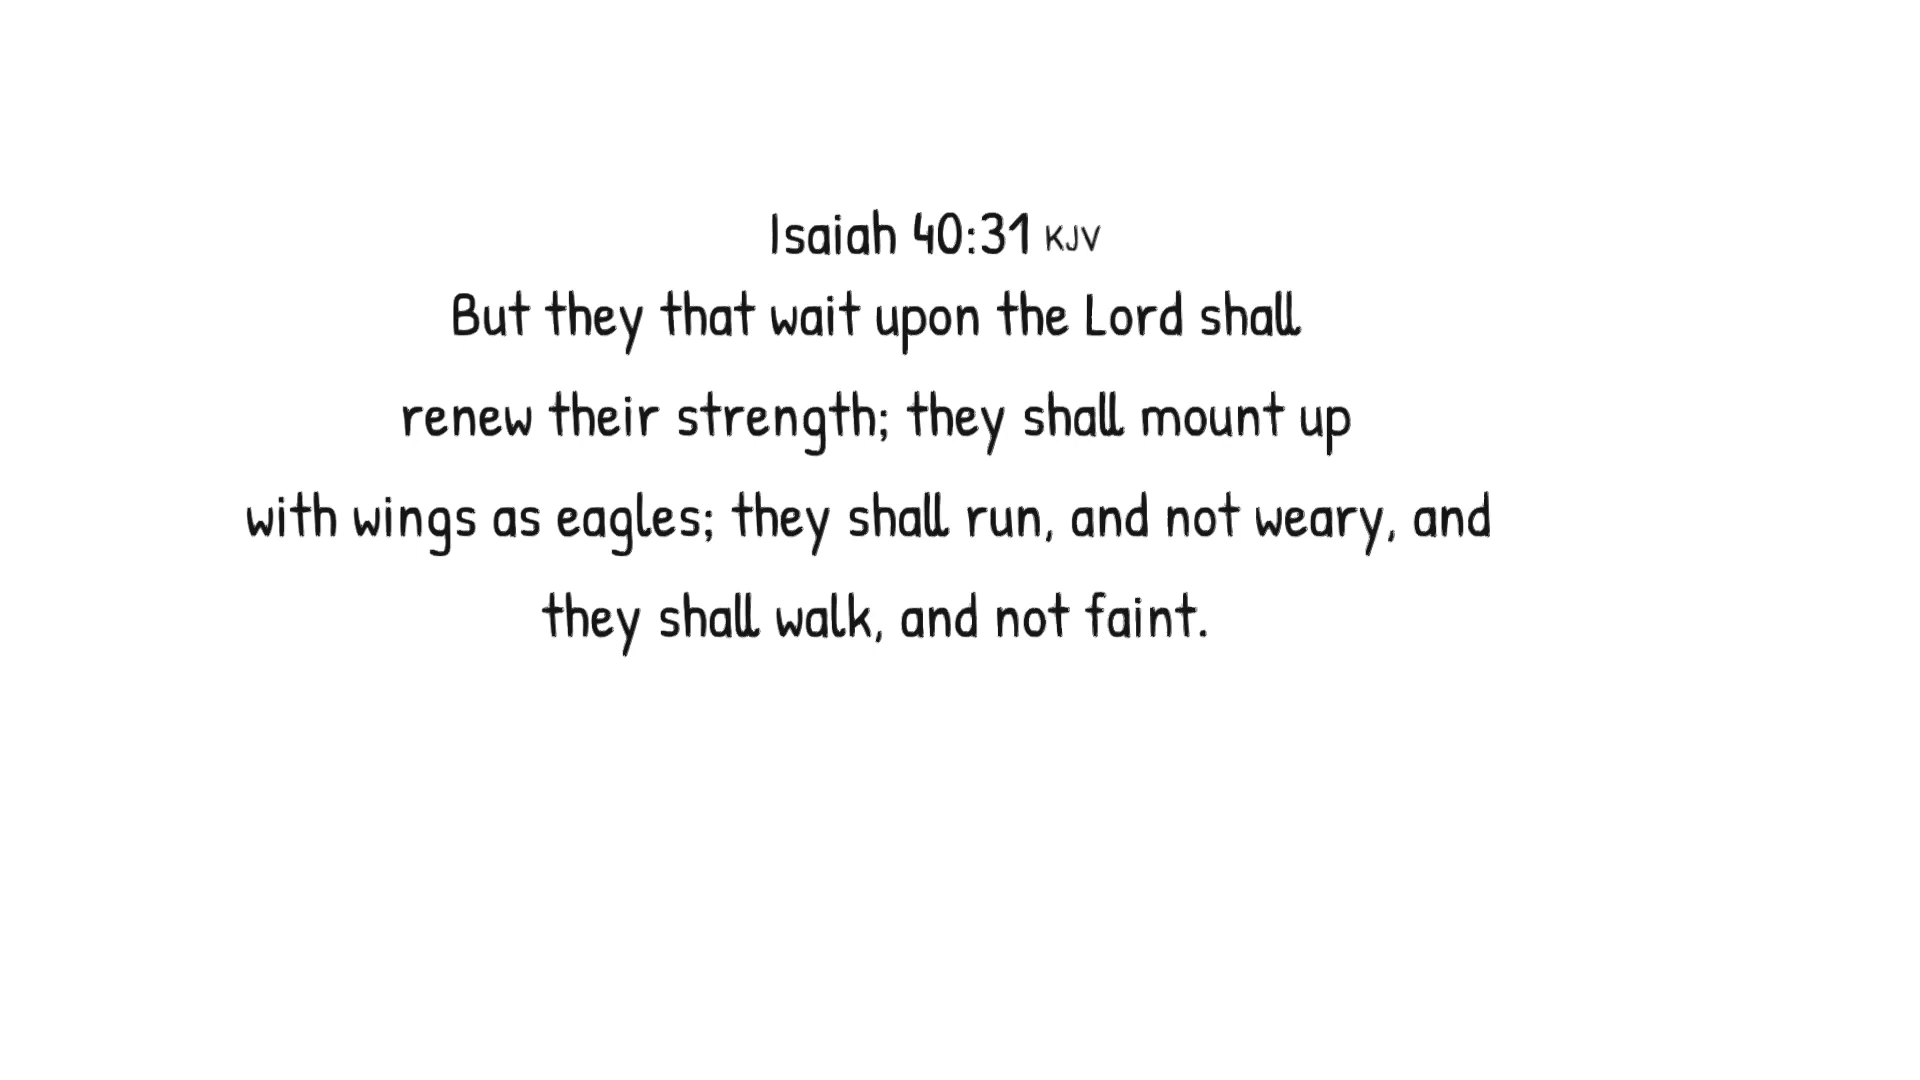 Isaiah 40:31 KJV
But they that wait upon the Lord shall
renew their strength; they shall mount up
with wings as eagles; they shall run, and not weary, and
they shall walk, and not faint.